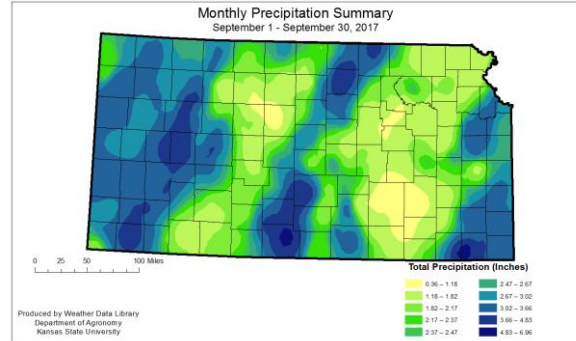 Monthly Precipitation Summary
September 1 - September 30, 2017
0 25 50 100 Miles
Produced by Weather Data Library
Department of Agronomy
Kansas State University
Total Precipitation (Inches)
0.36 – 1.18
1.18 – 1.82
1.82 – 2.17
2.17 – 2.37
2.37 – 2.47
2.47 – 2.67
2.67 – 3.02
3.02 – 3.66
3.66 – 4.83
4.83 – 6.96